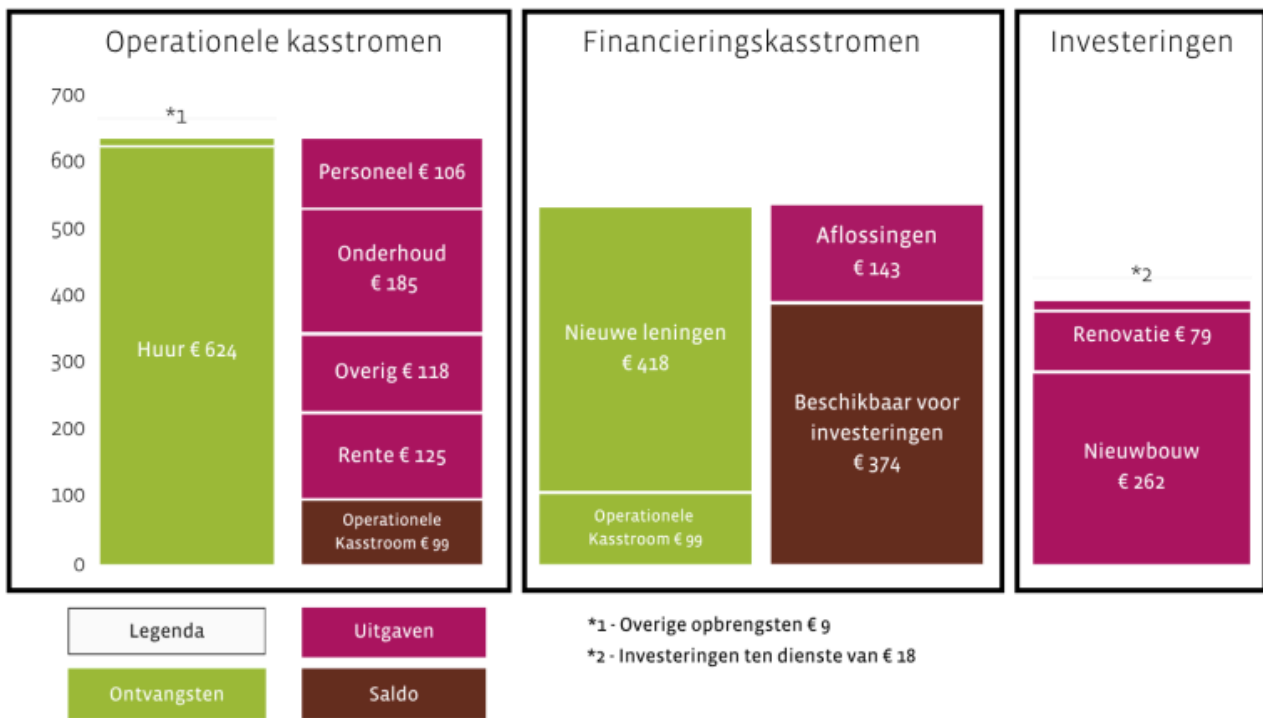 Operationele kasstromen
700
600
500
400
300
200
100
0
*1
Huur € 624
Personeel € 106
Onderhoud
€ 185
Overig € 118
Rente € 125
Operationele
Kasstroom € 99
Financieringskasstromen
Nieuwe leningen
€ 418
Operationele
Kasstroom € 99
Aflossingen
€ 143
Beschikbaar voor
investeringen
€ 374
Investeringen
*2
Renovatie € 79
Nieuwbouw
€ 262
Legenda
Uitgaven
Ontvangsten
Saldo
*1 - Overige opbrengsten € 9
*2 - Investeringen ten dienste van € 18